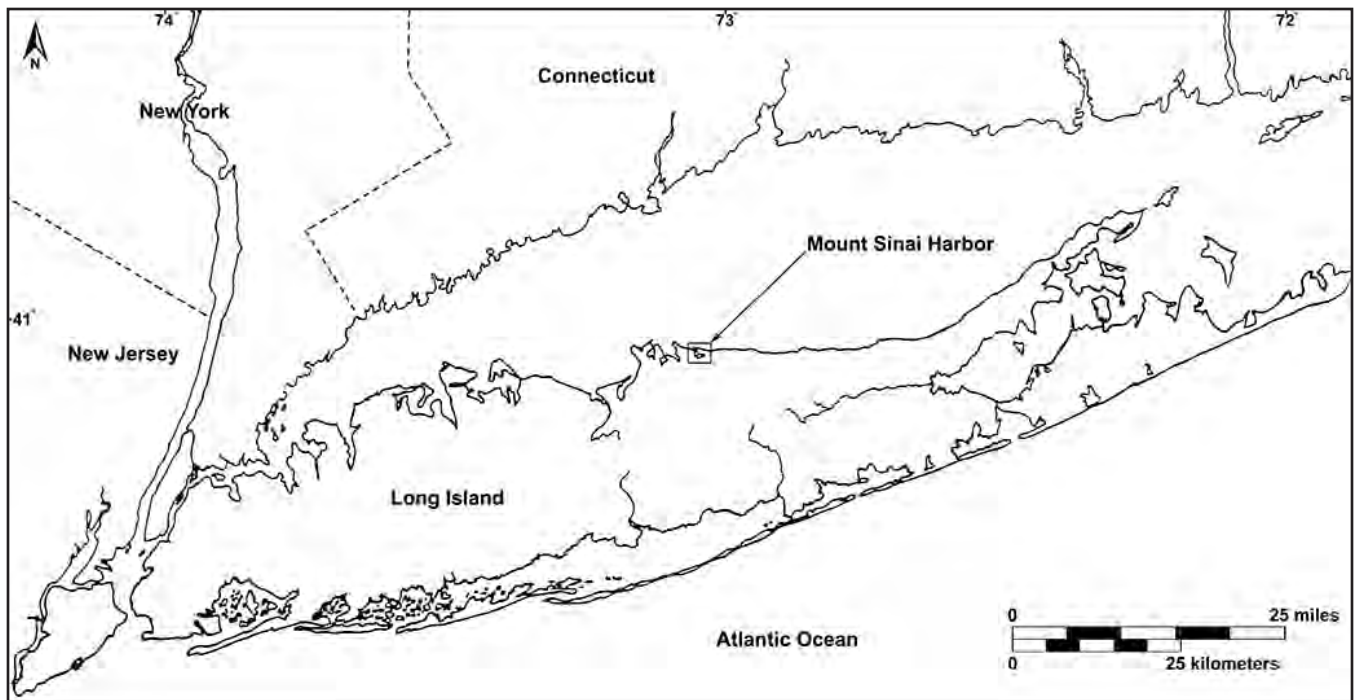 74°
73°
72°
N
Connecticut
New York
Mount Sinai Harbor
41°
New Jersey
Long Island
0 25 miles
Atlantic Ocean
0 25 kilometers